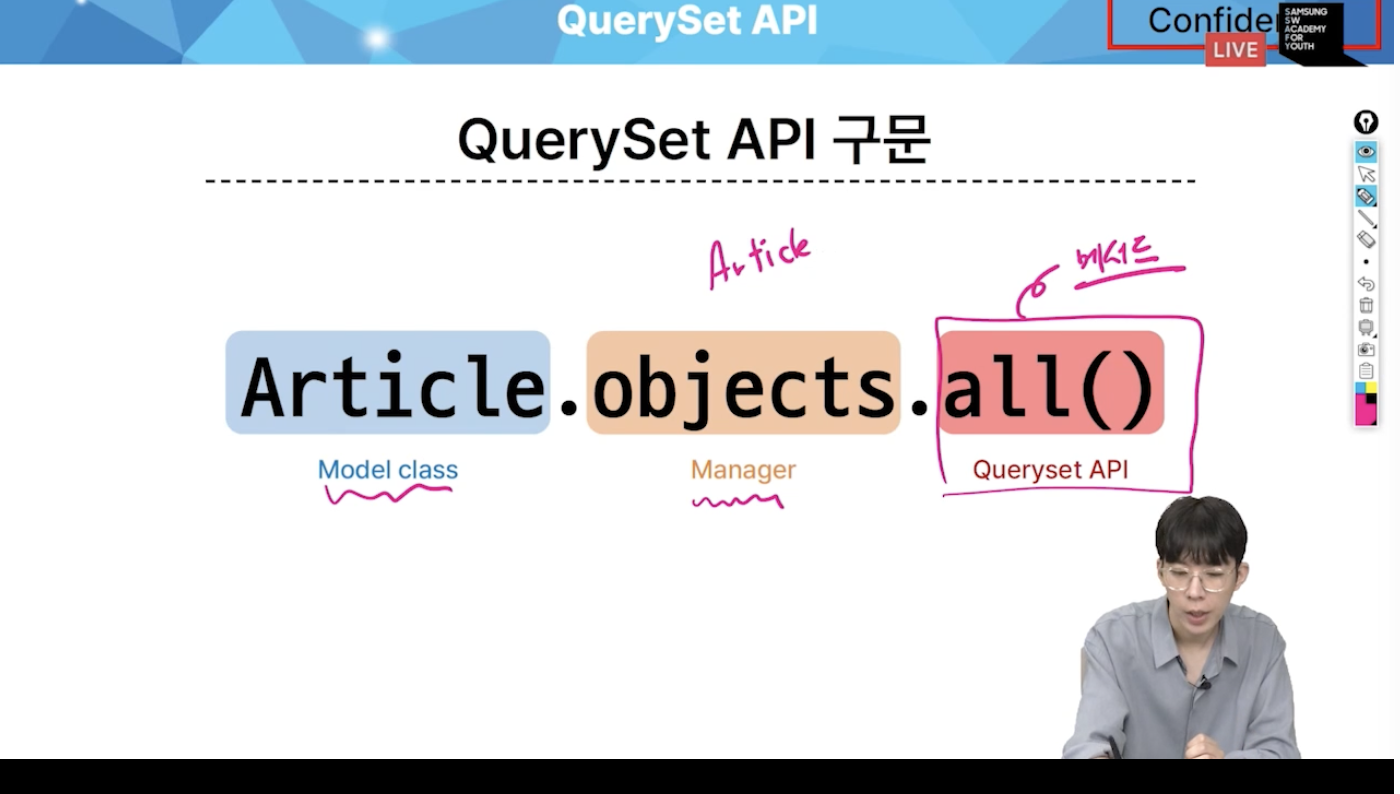 QuerySet API
Confide
SAMSUNG
SW
ACADEMY
FOR
YOUTH
LIVE
QuerySet API 구문
Article
메서드
Article.objects.all()
Model class
Manager
Queryset API